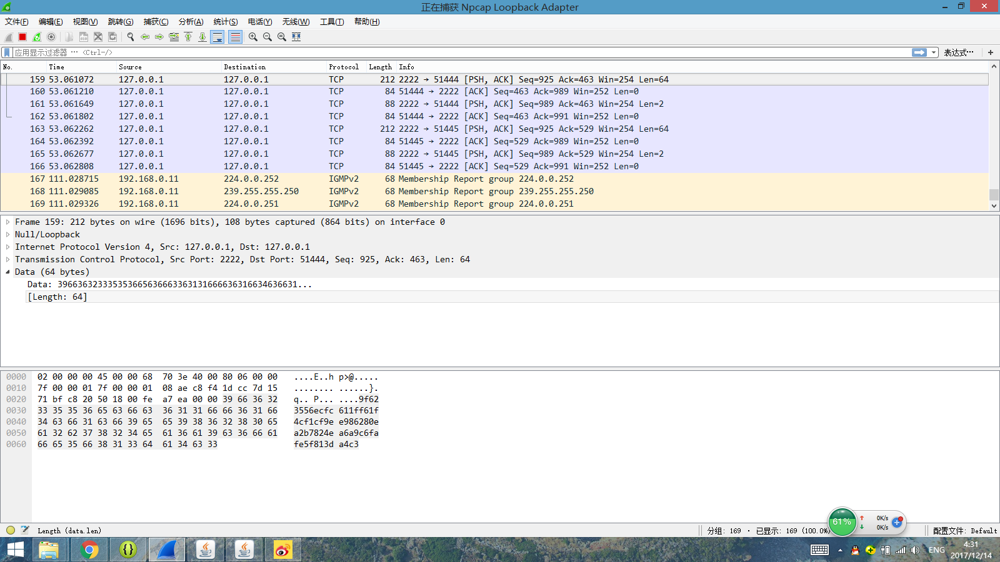 正在捕获 Npcap Loopback Adapter
文件(F) 编辑(E) 视图(V) 跳转(G) 捕获(C) 分析(A) 统计(S) 电话(Y) 无线(W) 工具(T) 帮助(H)
应用显示过滤器 … <Ctrl-/> 表达式… +
No. Time Source Destination Protocol Length Info
159 53.061072 127.0.0.1 127.0.0.1 TCP 212 2222 → 51444 [PSH, ACK] Seq=925 Ack=463 Win=254 Len=64
160 53.061210 127.0.0.1 127.0.0.1 TCP 84 51444 → 2222 [ACK] Seq=463 Ack=989 Win=252 Len=0
161 53.061649 127.0.0.1 127.0.0.1 TCP 88 2222 → 51444 [PSH, ACK] Seq=989 Ack=463 Win=254 Len=2
162 53.061802 127.0.0.1 127.0.0.1 TCP 84 51444 → 2222 [ACK] Seq=463 Ack=991 Win=252 Len=0
163 53.062262 127.0.0.1 127.0.0.1 TCP 212 2222 → 51445 [PSH, ACK] Seq=925 Ack=529 Win=254 Len=64
164 53.062392 127.0.0.1 127.0.0.1 TCP 84 51445 → 2222 [ACK] Seq=529 Ack=989 Win=252 Len=0
165 53.062677 127.0.0.1 127.0.0.1 TCP 88 2222 → 51445 [PSH, ACK] Seq=989 Ack=529 Win=254 Len=2
166 53.062808 127.0.0.1 127.0.0.1 TCP 84 51445 → 2222 [ACK] Seq=529 Ack=991 Win=252 Len=0
167 111.028715 192.168.0.11 224.0.0.252 IGMPv2 68 Membership Report group 224.0.0.252
168 111.029085 192.168.0.11 239.255.255.250 IGMPv2 68 Membership Report group 239.255.255.250
169 111.029326 192.168.0.11 224.0.0.251 IGMPv2 68 Membership Report group 224.0.0.251
Frame 159: 212 bytes on wire (1696 bits), 108 bytes captured (864 bits) on interface 0
Null/Loopback
Internet Protocol Version 4, Src: 127.0.0.1, Dst: 127.0.0.1
Transmission Control Protocol, Src Port: 2222, Dst Port: 51444, Seq: 925, Ack: 463, Len: 64
Data (64 bytes)
Data: 396636323335353665636663363131666636316634636631...
[Length: 64]
0000 02 00 00 00 45 00 00 68 70 3e 40 00 80 06 00 00 ....E..h p>@.....
0010 7f 00 00 01 7f 00 00 01 08 ae c8 f4 1d cc 7d 15 ........ ......}.
0020 71 bf c8 20 50 18 00 fe a7 ea 00 00 39 66 36 32 q.. P... ....9f62
0030 33 35 35 36 65 63 66 63 36 31 31 66 66 36 31 66 3556ecfc 611ff61f
0040 34 63 66 31 63 66 39 65 65 39 38 36 32 38 30 65 4cf1cf9e e986280e
0050 61 32 62 37 38 32 34 65 61 36 61 39 63 36 66 61 a2b7824e a6a9c6fa
0060 66 65 35 66 38 31 33 64 61 34 63 33 fe5f813d a4c3
61% 0K/s
0K/s
Length (data.len) 分组: 169 · 已显示: 169 (100.0%) 配置文件: Default
ENG 4:31
2017/12/14